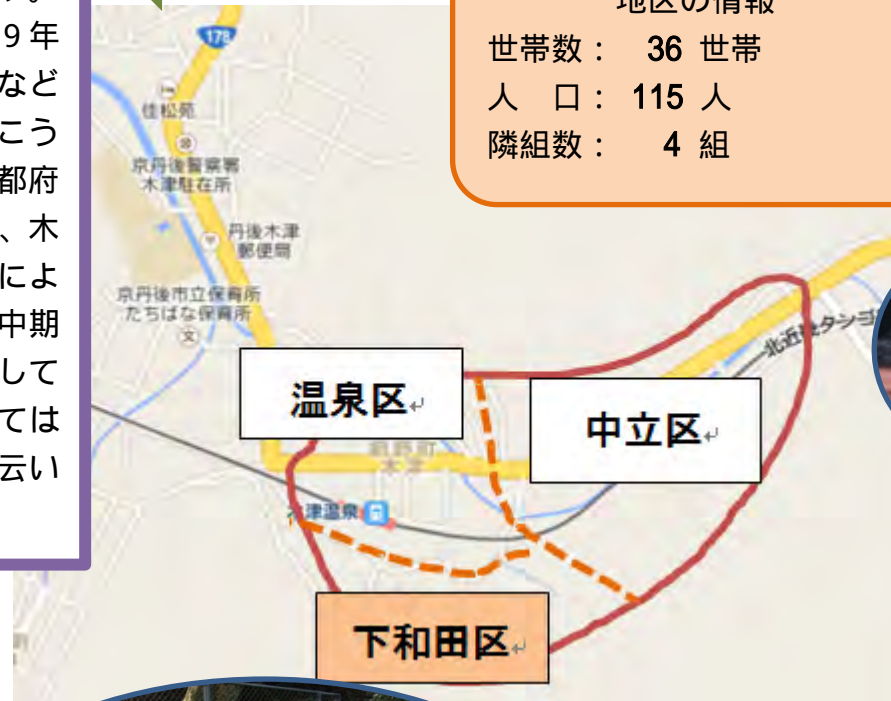 。
9年
など
こう
都府
、木
によ
中期
して
ては
云い
地区の情報
世帯数： 36 世帯
人 口： 115 人
隣組数： 4 組
178
佳松苑
京丹後警察署
木津駐在所
丹後木津
郵便局
京丹後市立保育所
たちばな保育所
文
北近畿タンゴ
温泉区
中立区
網野町
木津
木津温泉
下和田区